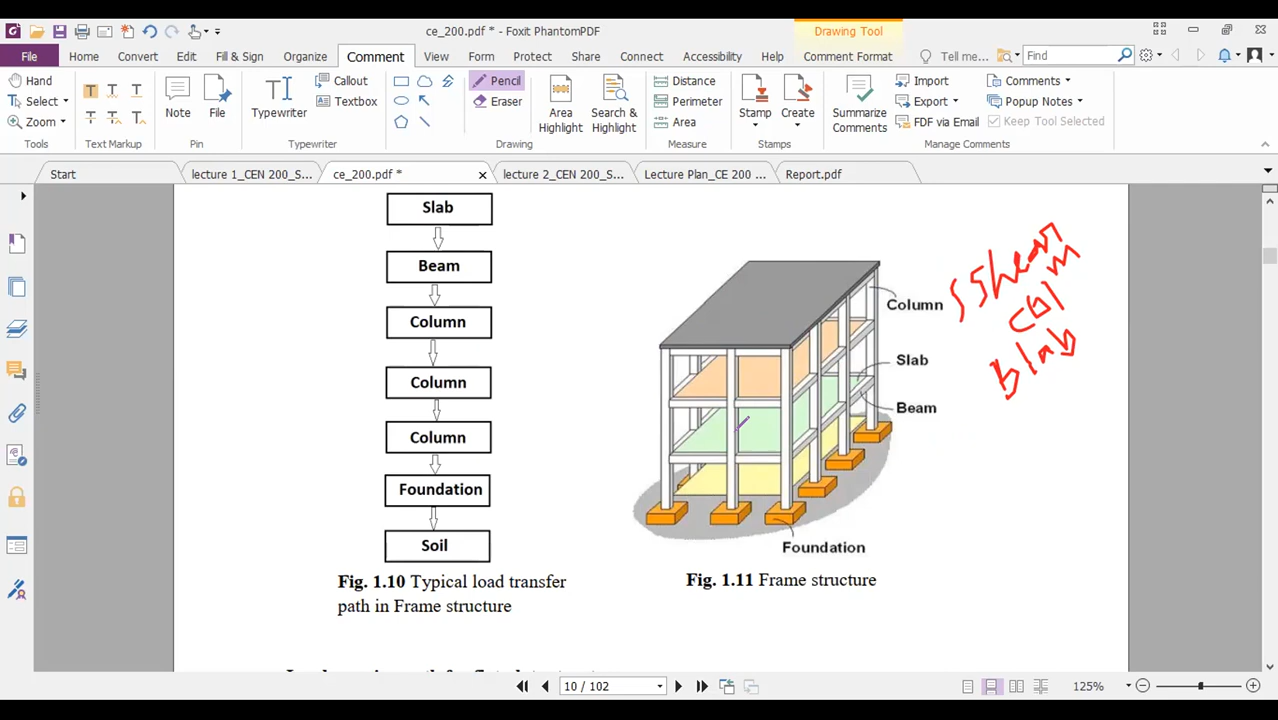 ce_200.pdf * - Foxit PhantomPDF
Drawing Tool
File Home Convert Edit Fill & Sign Organize Comment View Form Protect Share Connect Accessibility Help Comment Format Tell me... Find
Hand
Select
Zoom
Tools
Text Markup
Note
File
Pin
Typewriter
Callout
Textbox
Typewriter
Pencil
Eraser
Area Highlight
Search & Highlight
Drawing
Distance
Perimeter
Area
Measure
Stamp
Create
Stamps
Summarize Comments
Import
Export
FDF via Email
Comments
Popup Notes
Keep Tool Selected
Manage Comments
Start
lecture 1_CEN 200_S...
ce_200.pdf *
lecture 2_CEN 200_S...
Lecture Plan_CE 200 ...
Report.pdf
Slab
Beam
Column
Column
Column
Foundation
Soil
Fig. 1.10 Typical load transfer
path in Frame structure
Column
Slab
Beam
Foundation
Fig. 1.11 Frame structure
10 / 102
125%